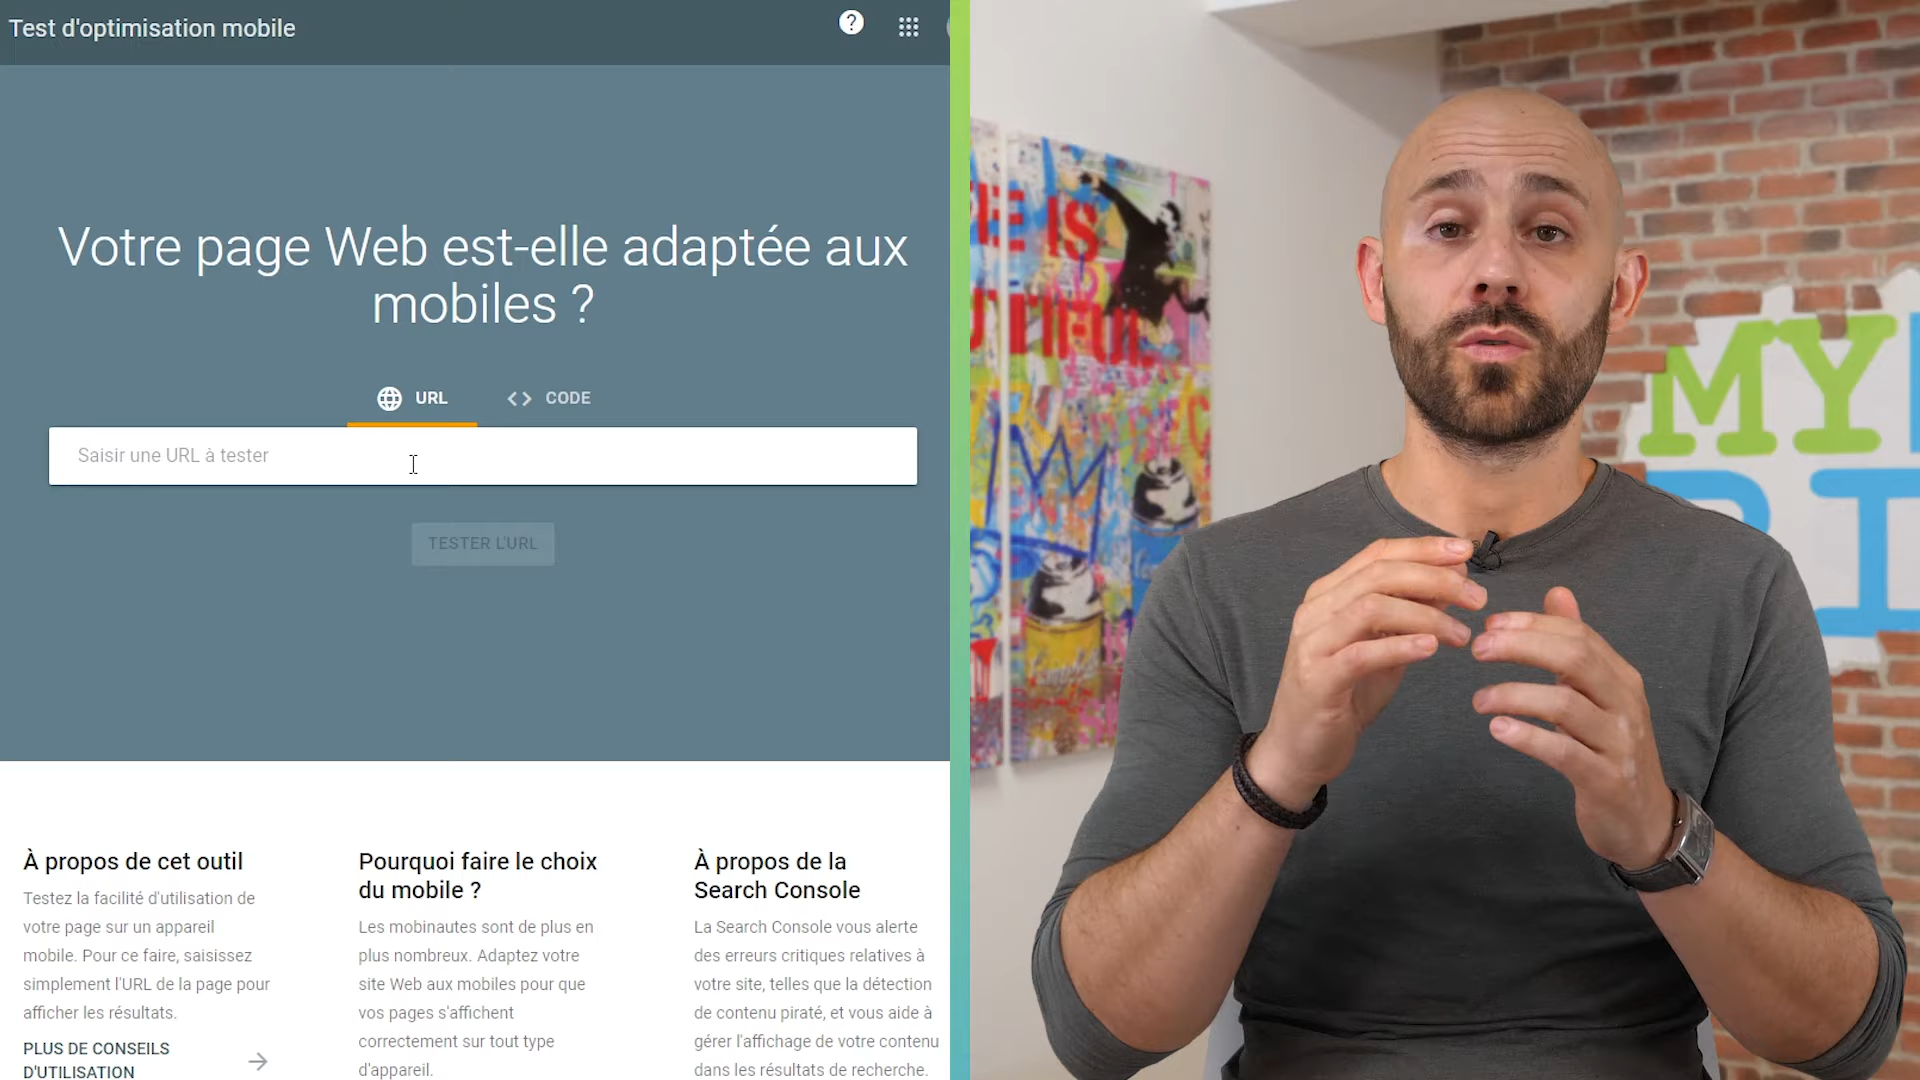 Test d'optimisation mobile
Votre page Web est-elle adaptée aux
mobiles ?
URL
CODE
Saisir une URL à tester
TESTER L'URL
À propos de cet outil
Testez la facilité d'utilisation de
votre page sur un appareil
mobile. Pour ce faire, saisissez
simplement l'URL de la page pour
afficher les résultats.
PLUS DE CONSEILS
D'UTILISATION
Pourquoi faire le choix
du mobile ?
Les mobinautes sont de plus en
plus nombreux. Adaptez votre
site Web aux mobiles pour que
vos pages s'affichent
correctement sur tout type
d'appareil.
À propos de la
Search Console
La Search Console vous alerte
des erreurs critiques relatives à
votre site, telles que la détection
de contenu piraté, et vous aide à
gérer l'affichage de votre contenu
dans les résultats de recherche.
IS
MY